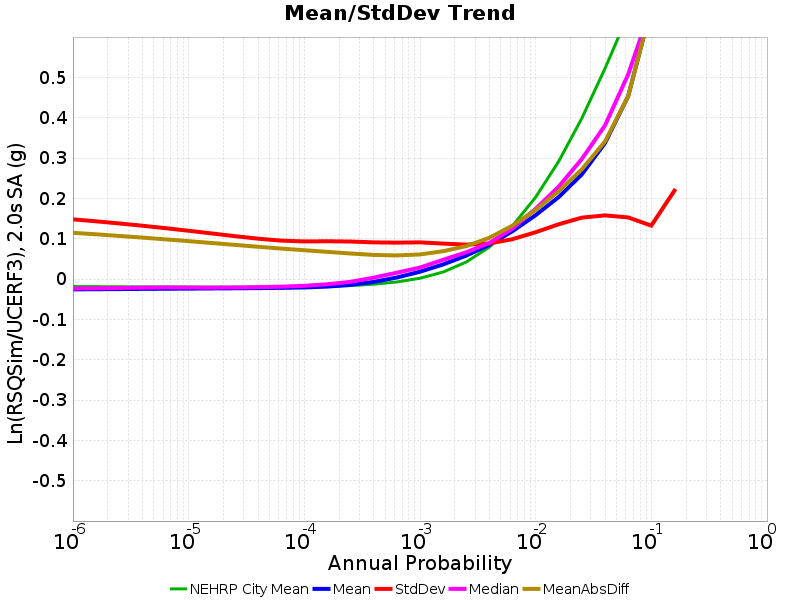 Mean/StdDev Trend
Ln(RSQSim/UCERF3), 2.0s SA (g)
0.5
0.4
0.3
0.2
0.1
0
-0.1
-0.2
-0.3
-0.4
-0.5
10^-6 10^-5 10^-4 10^-3 10^-2 10^-1 10^0
Annual Probability
NEHRP City Mean Mean StdDev Median MeanAbsDiff